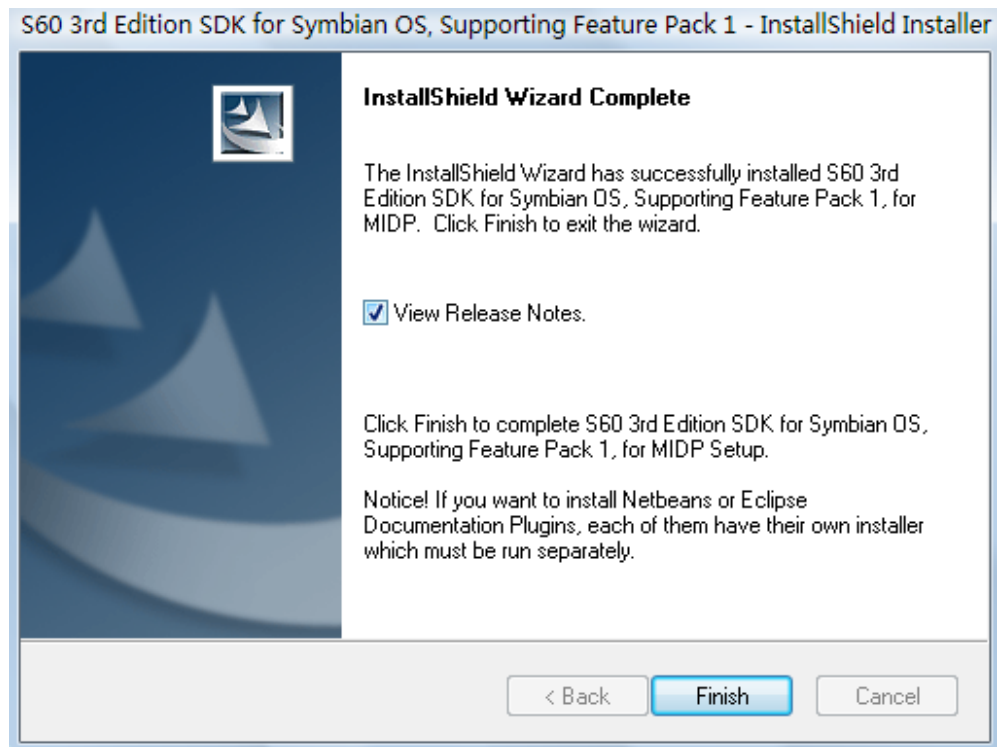 S60 3rd Edition SDK for Symbian OS, Supporting Feature Pack 1 - InstallShield Installer
InstallShield Wizard Complete
The InstallShield Wizard has successfully installed S60 3rd
Edition SDK for Symbian OS, Supporting Feature Pack 1, for
MIDP. Click Finish to exit the wizard.
View Release Notes.
Click Finish to complete S60 3rd Edition SDK for Symbian OS,
Supporting Feature Pack 1, for MIDP Setup.
Notice! If you want to install Netbeans or Eclipse
Documentation Plugins, each of them have their own installer
which must be run separately.
< Back Finish Cancel